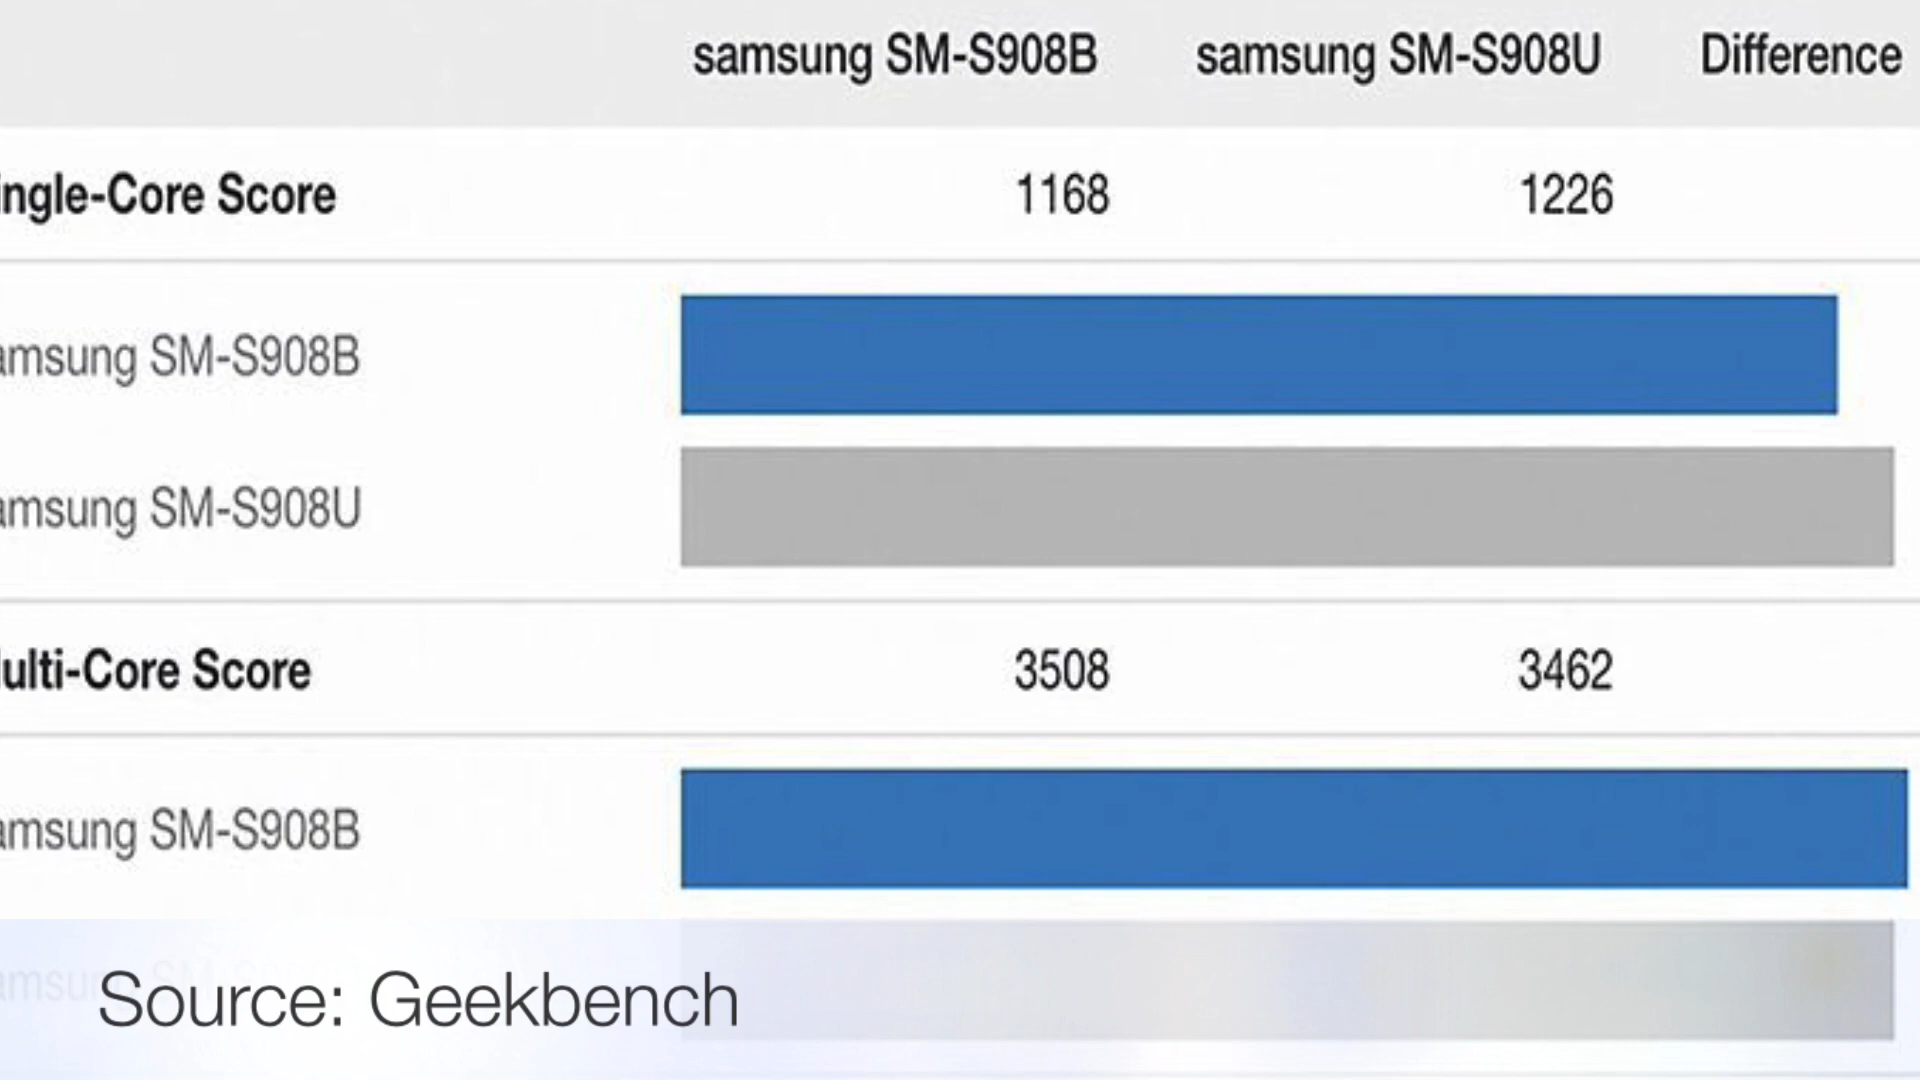 samsung SM-S908B samsung SM-S908U Difference
ingle-Core Score 1168 1226
amsung SM-S908B
amsung SM-S908U
ulti-Core Score 3508 3462
amsung SM-S908B
Source: Geekbench